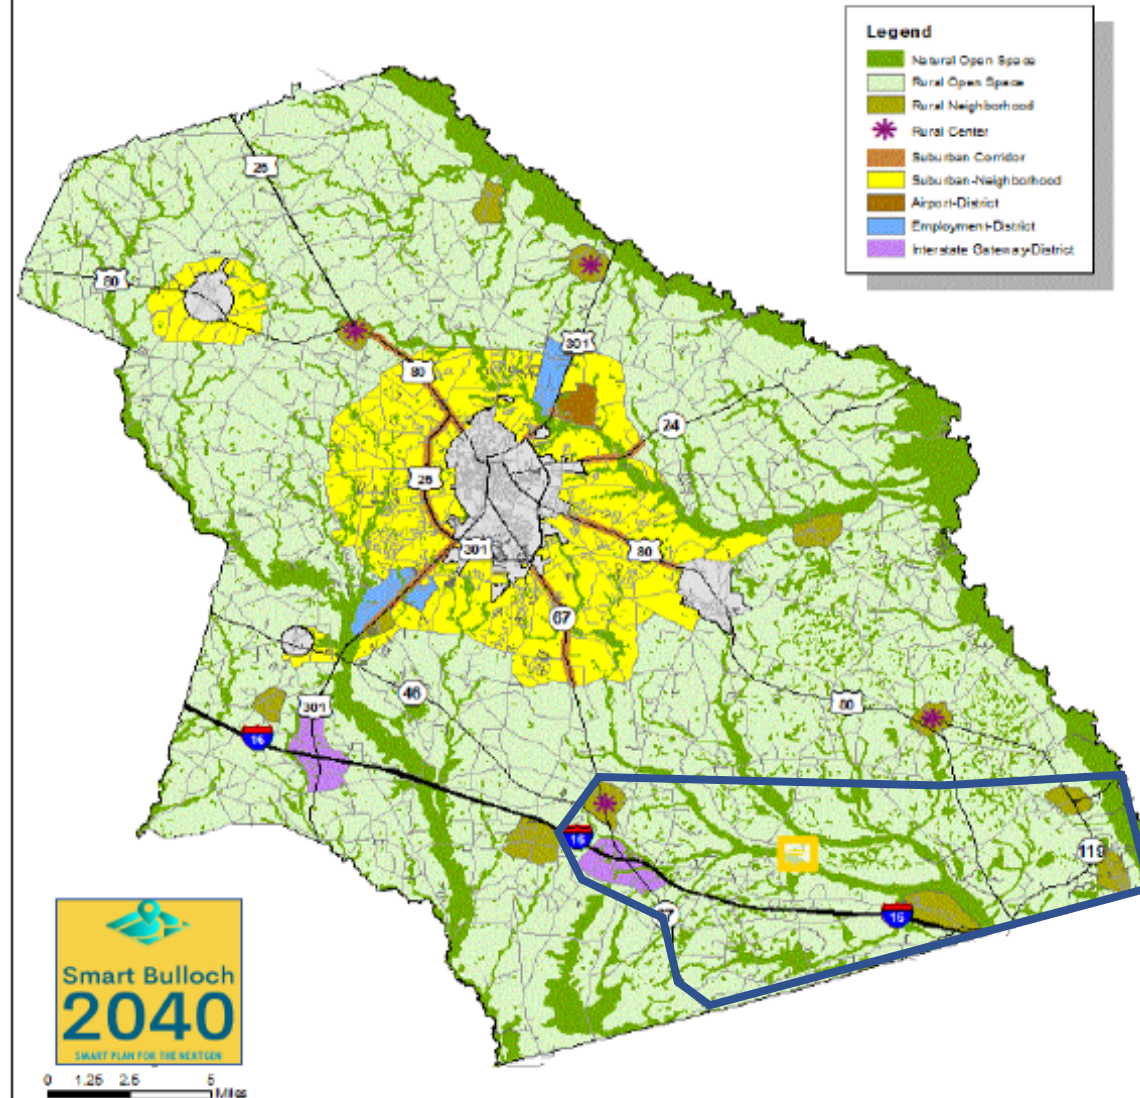 Legend
Natural Open Space
Rural Open Space
Rural Neighborhood
Rural Center
Suburban Corridor
Suburban-Neighborhood
Airport-District
Employment-District
Interstate Gateway-District
25
80
301
80
24
25
301
80
67
46
301
80
16
16
119
16
Smart Bulloch
2040
SMART PLAN FOR THE NEXTGEN
0 1.25 2.5 5
Miles